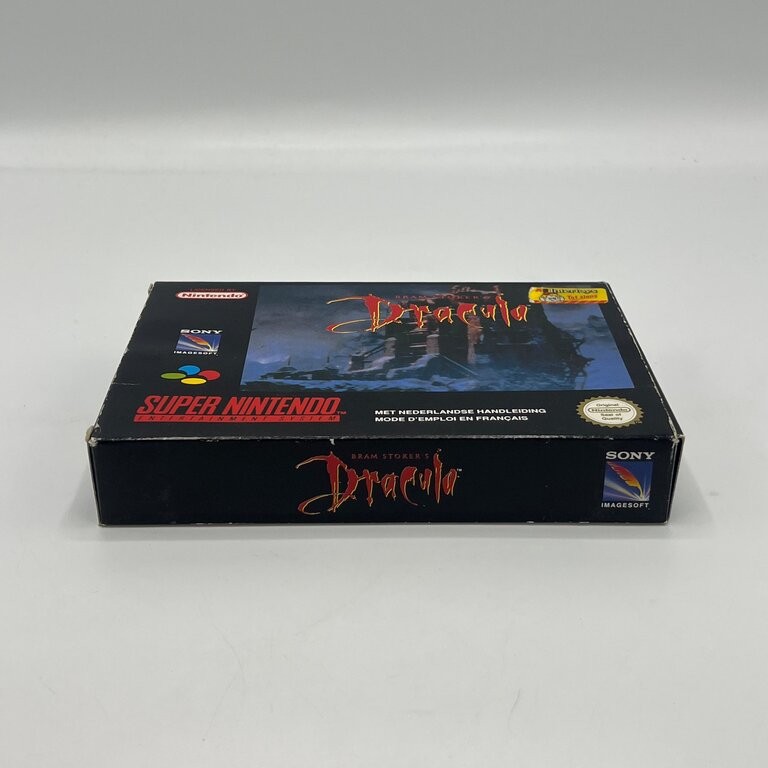 LICENSED BY
Nintendo
SONY
IMAGESOFT
SUPER NINTENDO
ENTERTAINMENT SYSTEM
BRAM STOKER'S
Dracula
MET NEDERLANDSE HANDLEIDING
MODE D'EMPLOI EN FRANÇAIS
Original
Nintendo
Seal of
Quality
BRAM STOKER'S
Dracula
SONY
IMAGESOFT